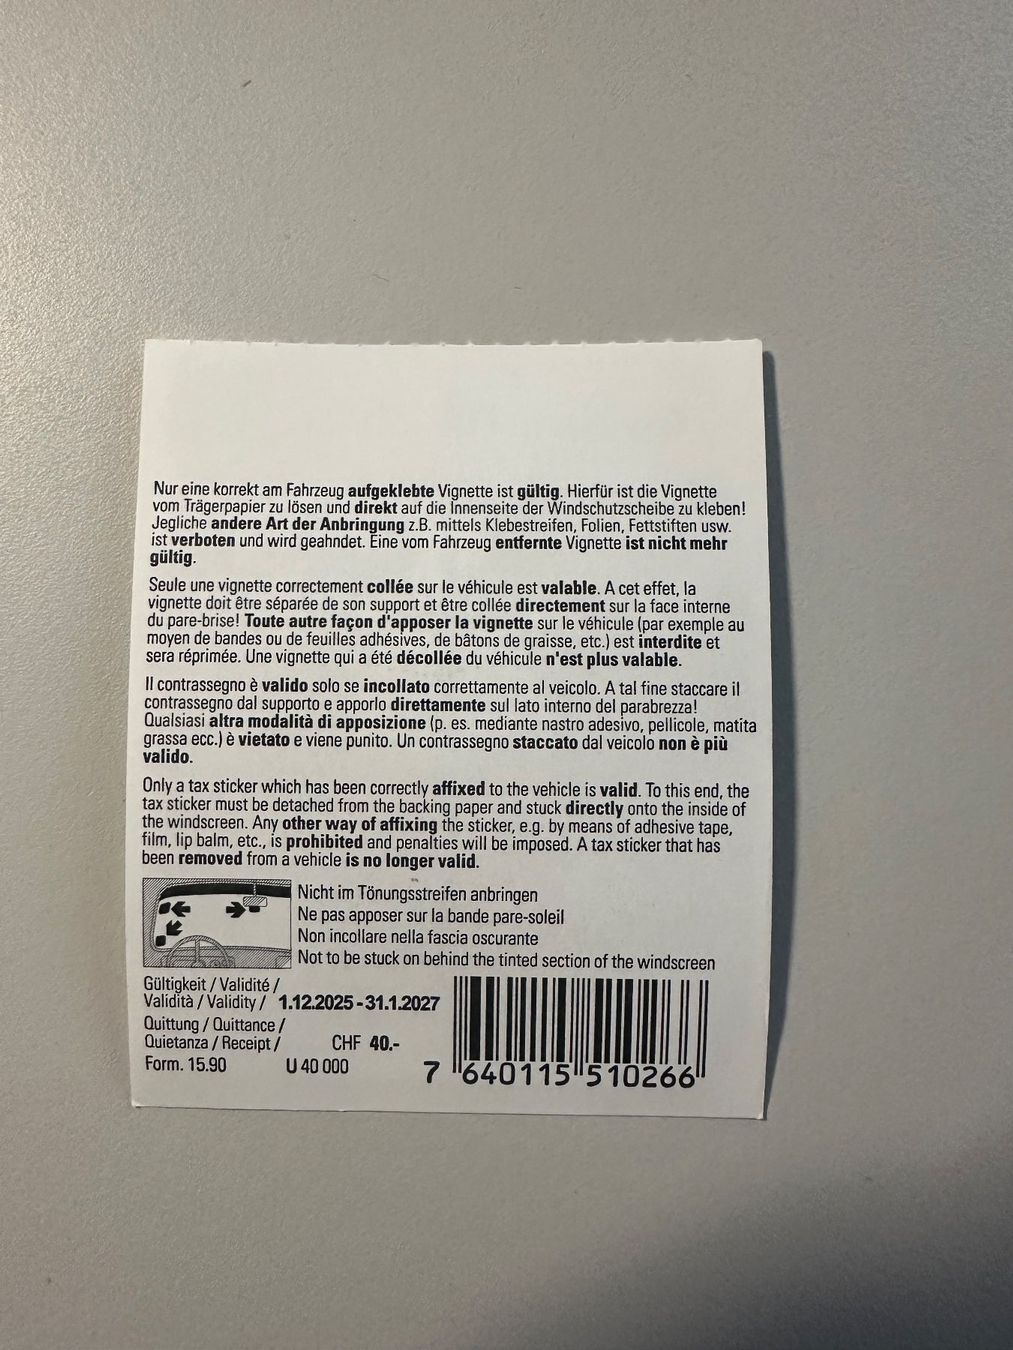 Nur eine korrekt am Fahrzeug aufgeklebte Vignette ist gültig. Hierfür ist die Vignette
vom Trägerpapier zu lösen und direkt auf die Innenseite der Windschutzscheibe zu kleben!
Jegliche andere Art der Anbringung z.B. mittels Klebestreifen, Folien, Fettstiften usw.
ist verboten und wird geahndet. Eine vom Fahrzeug entfernte Vignette ist nicht mehr
gültig.
Seule une vignette correctement collée sur le véhicule est valable. A cet effet, la
vignette doit être séparée de son support et être collée directement sur la face interne
du pare-brise! Toute autre façon d'apposer la vignette sur le véhicule (par exemple au
moyen de bandes ou de feuilles adhésives, de bâtons de graisse, etc.) est interdite et
sera réprimée. Une vignette qui a été décollée du véhicule n'est plus valable.
Il contrassegno è valido solo se incollato correttamente al veicolo. A tal fine staccare il
contrassegno dal supporto e apporlo direttamente sul lato interno del parabrezza!
Qualsiasi altra modalità di apposizione (p. es. mediante nastro adesivo, pellicole, matita
grassa ecc.) è vietato e viene punito. Un contrassegno staccato dal veicolo non è più
valido.
Only a tax sticker which has been correctly affixed to the vehicle is valid. To this end, the
tax sticker must be detached from the backing paper and stuck directly onto the inside of
the windscreen. Any other way of affixing the sticker, e.g. by means of adhesive tape,
film, lip balm, etc., is prohibited and penalties will be imposed. A tax sticker that has
been removed from a vehicle is no longer valid.
Nicht im Tönungsstreifen anbringen
Ne pas apposer sur la bande pare-soleil
Non incollare nella fascia oscurante
Not to be stuck on behind the tinted section of the windscreen
Gültigkeit / Validité /
Validità / Validity / 1.12.2025 - 31.1.2027
Quittung / Quittance /
Quietanza / Receipt / CHF 40.-
Form. 15.90 U 40 000
7 640115 510266